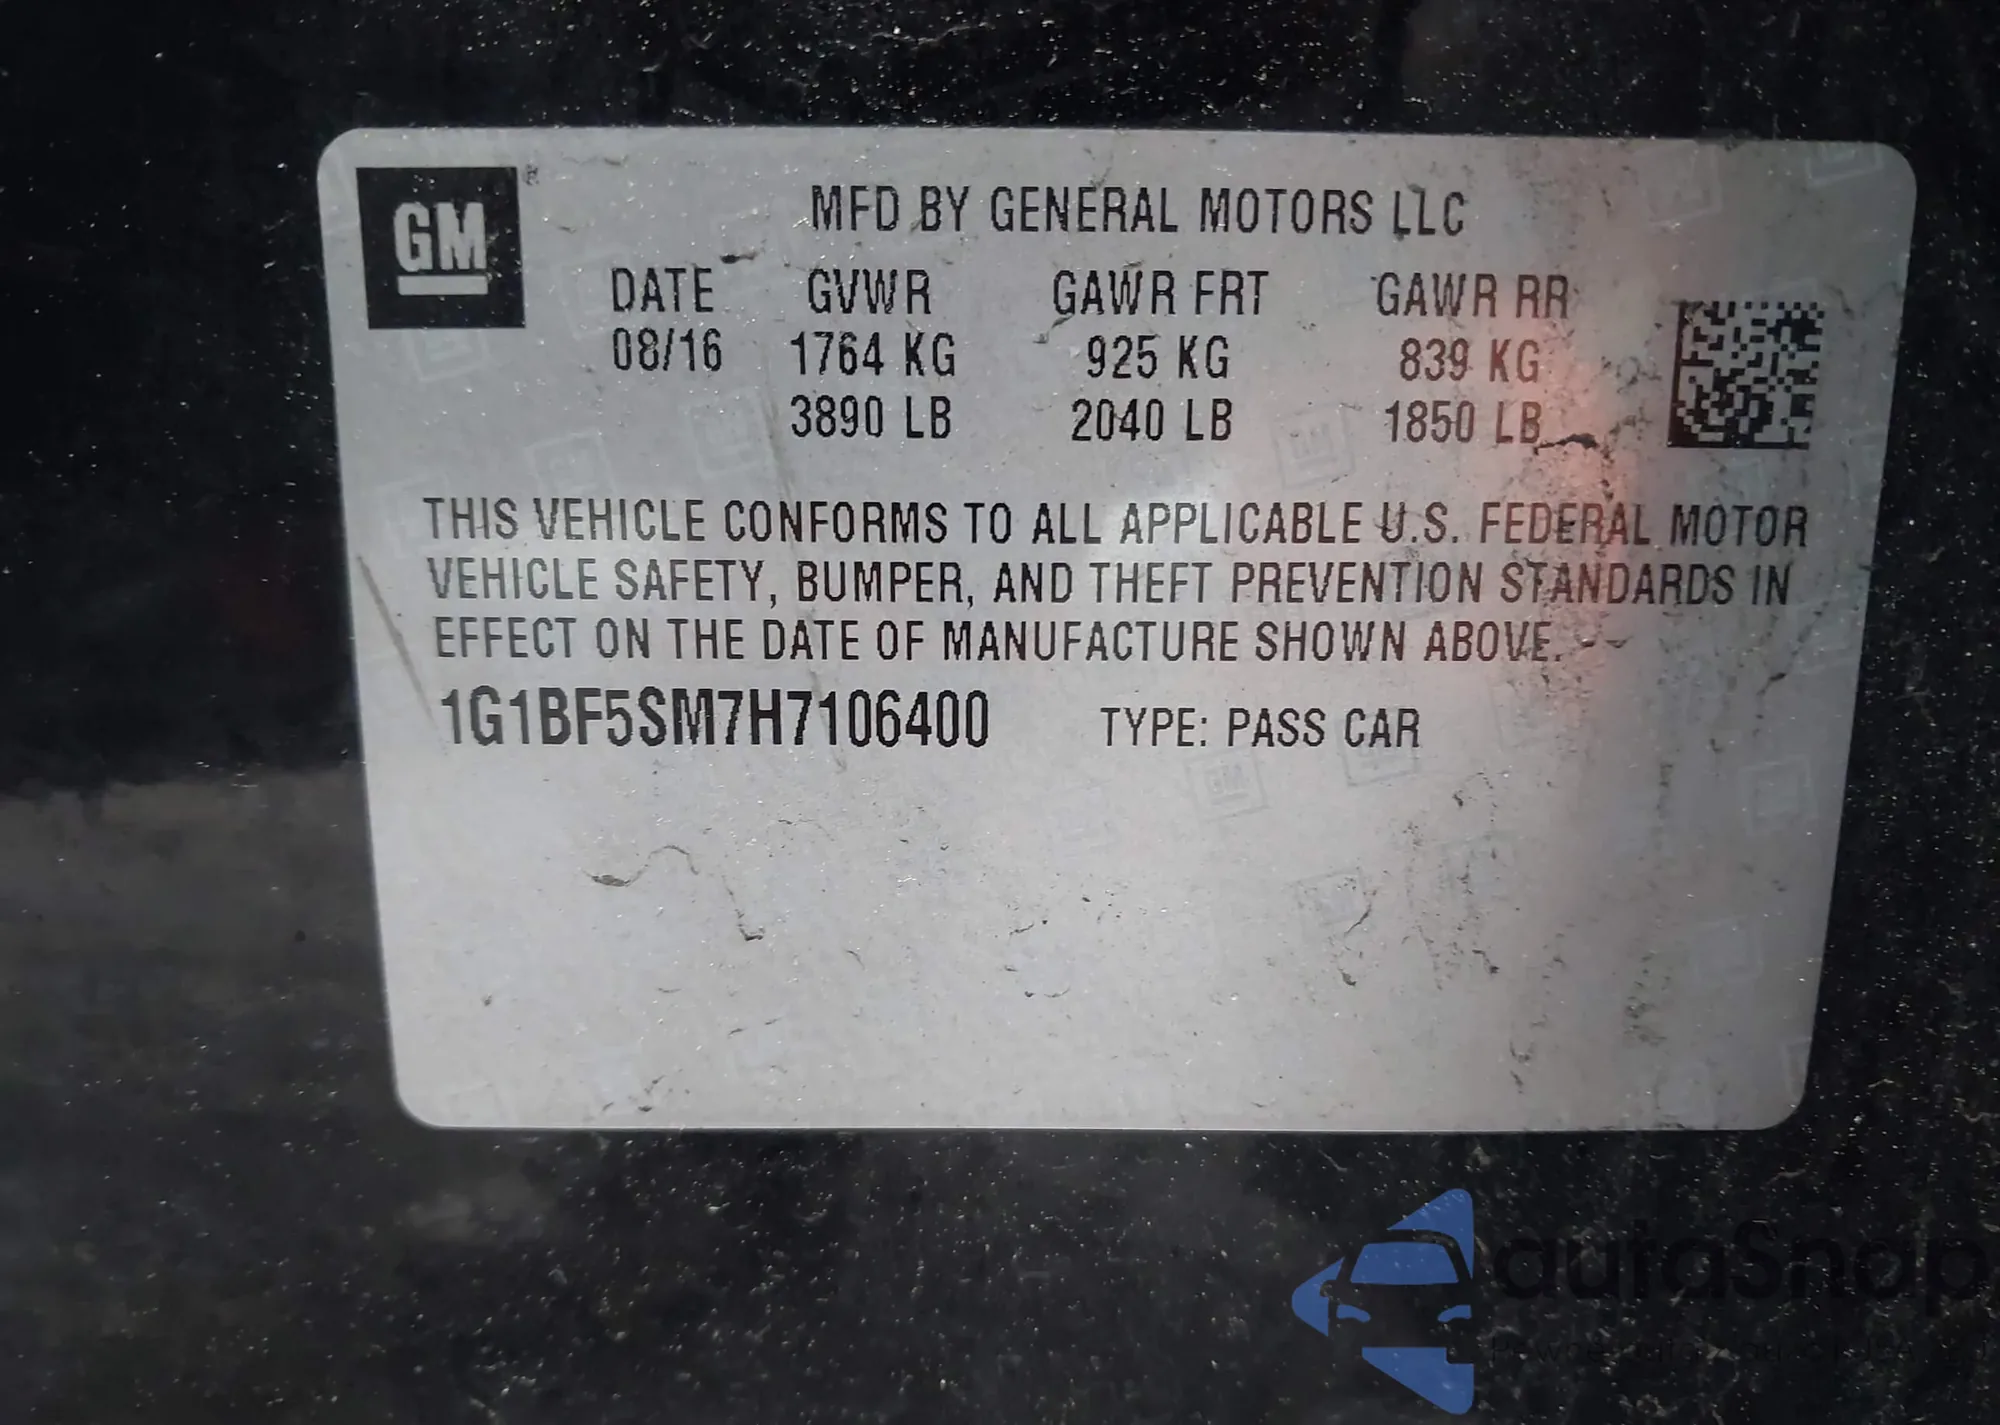 GM
MFD BY GENERAL MOTORS LLC
DATE GVWR GAWR FRT GAWR RR
08/16 1764 KG 925 KG 839 KG
3890 LB 2040 LB 1850 LB
THIS VEHICLE CONFORMS TO ALL APPLICABLE U.S. FEDERAL MOTOR
VEHICLE SAFETY, BUMPER, AND THEFT PREVENTION STANDARDS IN
EFFECT ON THE DATE OF MANUFACTURE SHOWN ABOVE.
1G1BF5SM7H7106400 TYPE: PASS CAR
autaSnap